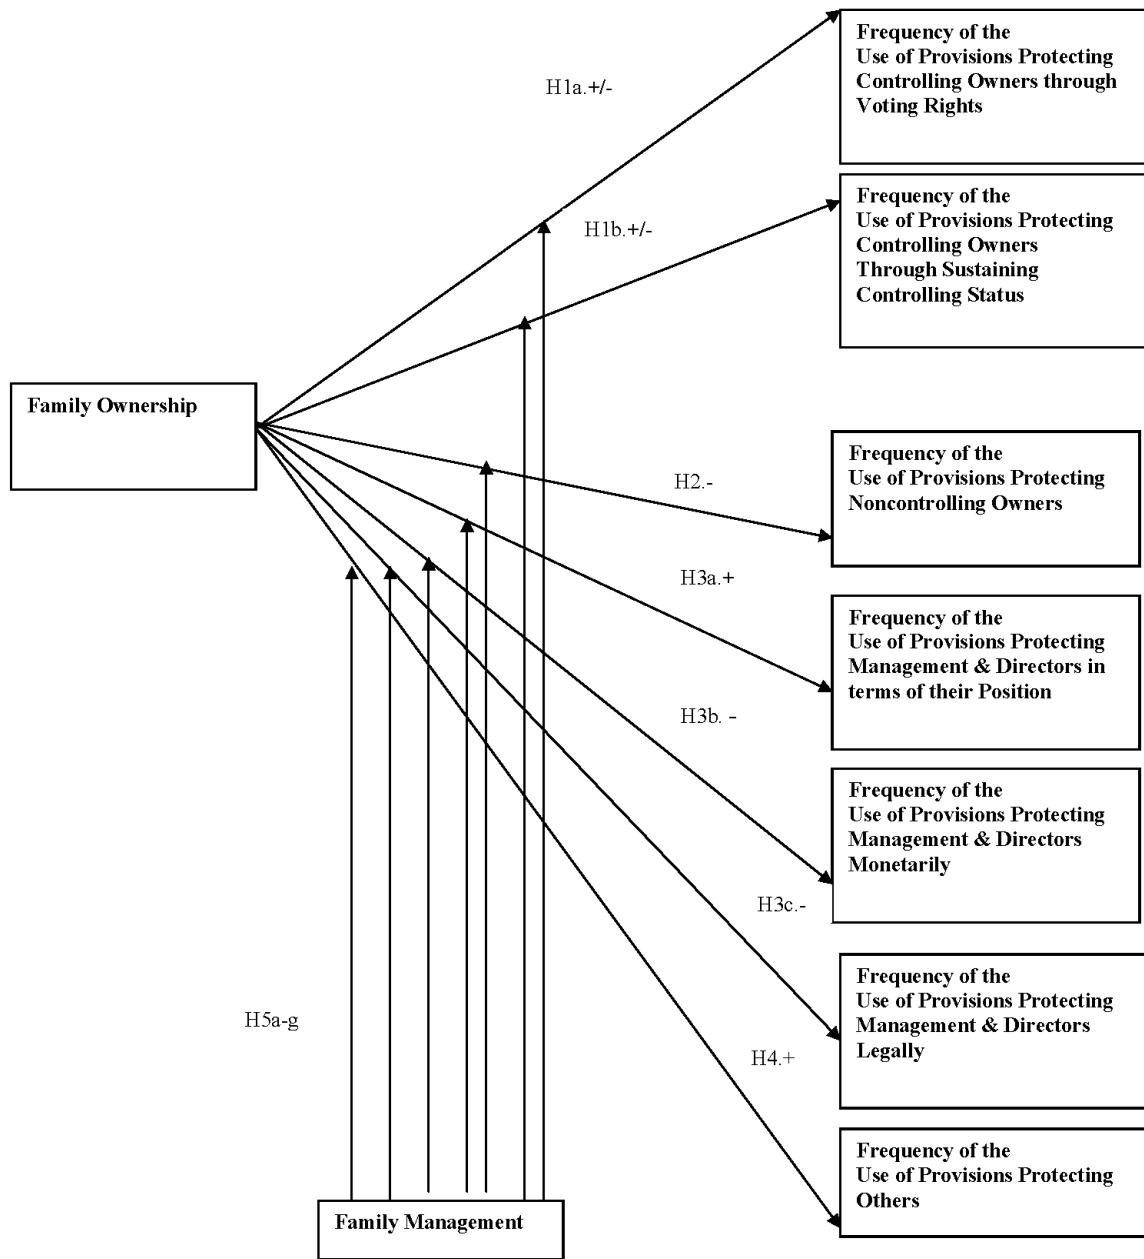 Frequency of the
Use of Provisions Protecting
Controlling Owners through
Voting Rights
H1a.+/-
Frequency of the
Use of Provisions Protecting
Controlling Owners
Through Sustaining
Controlling Status
H1b.+/-
Family Ownership
Frequency of the
Use of Provisions Protecting
Noncontrolling Owners
H2.-
H3a.+
Frequency of the
Use of Provisions Protecting
Management & Directors in
terms of their Position
H3b. -
Frequency of the
Use of Provisions Protecting
Management & Directors
Monetarily
H3c.-
Frequency of the
Use of Provisions Protecting
Management & Directors
Legally
H5a-g
H4.+
Frequency of the
Use of Provisions Protecting
Others
Family Management